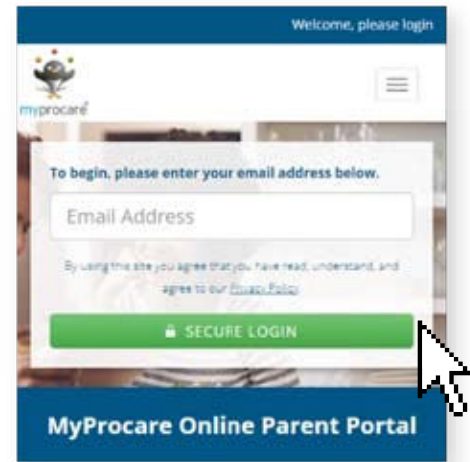 Welcome, please login
myprocare
To begin, please enter your email address below.
Email Address
By using this site you agree that you have read, understand, and
agree to our Privacy Policy.
SECURE LOGIN
MyProcare Online Parent Portal